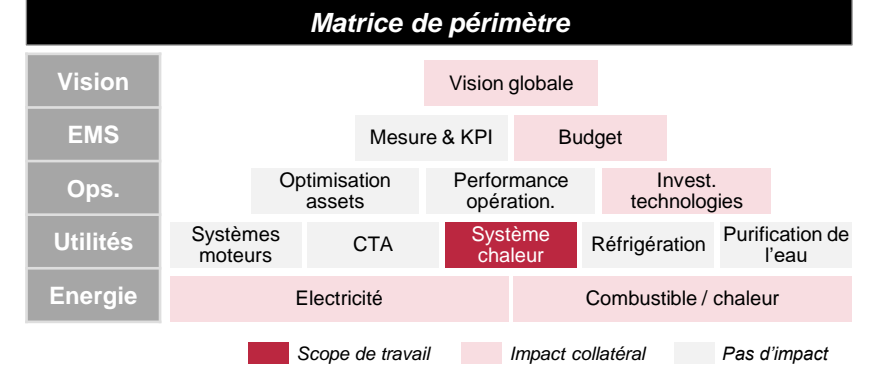 Matrice de périmètre
Vision
Vision globale
EMS
Mesure & KPI
Budget
Ops.
Optimisation
assets
Performance
opération.
Invest.
technologies
Utilités
Systèmes
moteurs
CTA
Système
chaleur
Réfrigération
Purification de
l'eau
Energie
Electricité
Combustible / chaleur
Scope de travail
Impact collatéral
Pas d'impact